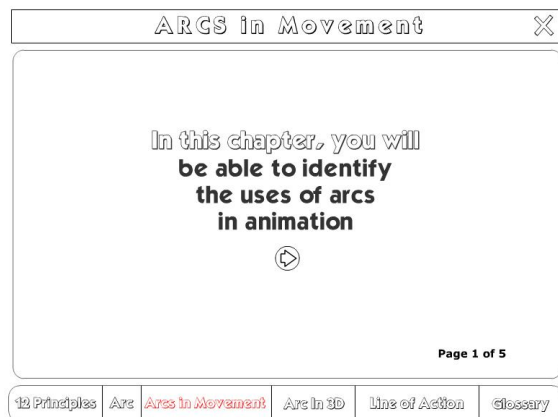 ARCS in Movement
In this chapter, you will
be able to identify
the uses of arcs
in animation
Page 1 of 5
12 Principles Arc Arcs in Movement Arc In 3D Line of Action Glossary